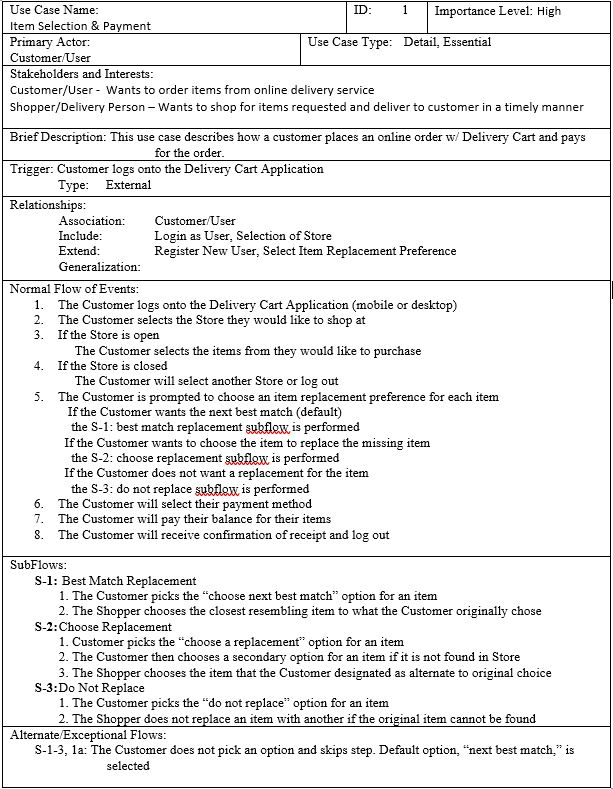 Use Case Name:
Item Selection & Payment
ID: 1
Importance Level: High
Primary Actor:
Customer/User
Use Case Type: Detail, Essential
Stakeholders and Interests:
Customer/User - Wants to order items from online delivery service
Shopper/Delivery Person – Wants to shop for items requested and deliver to customer in a timely manner
Brief Description: This use case describes how a customer places an online order w/ Delivery Cart and pays
for the order.
Trigger: Customer logs onto the Delivery Cart Application
Type: External
Relationships:
Association: Customer/User
Include: Login as User, Selection of Store
Extend: Register New User, Select Item Replacement Preference
Generalization:
Normal Flow of Events:
1. The Customer logs onto the Delivery Cart Application (mobile or desktop)
2. The Customer selects the Store they would like to shop at
3. If the Store is open
The Customer selects the items from they would like to purchase
4. If the Store is closed
The Customer will select another Store or log out
5. The Customer is prompted to choose an item replacement preference for each item
If the Customer wants the next best match (default)
the S-1: best match replacement subflow is performed
If the Customer wants to choose the item to replace the missing item
the S-2: choose replacement subflow is performed
If the Customer does not want a replacement for the item
the S-3: do not replace subflow is performed
6. The Customer will select their payment method
7. The Customer will pay their balance for their items
8. The Customer will receive confirmation of receipt and log out
SubFlows:
S-1: Best Match Replacement
1. The Customer picks the “choose next best match” option for an item
2. The Shopper chooses the closest resembling item to what the Customer originally chose
S-2: Choose Replacement
1. Customer picks the “choose a replacement” option for an item
2. The Customer then chooses a secondary option for an item if it is not found in Store
3. The Shopper chooses the item that the Customer designated as alternate to original choice
S-3: Do Not Replace
1. The Customer picks the “do not replace” option for an item
2. The Shopper does not replace an item with another if the original item cannot be found
Alternate/Exceptional Flows:
S-1-3, 1a: The Customer does not pick an option and skips step. Default option, “next best match,” is
selected